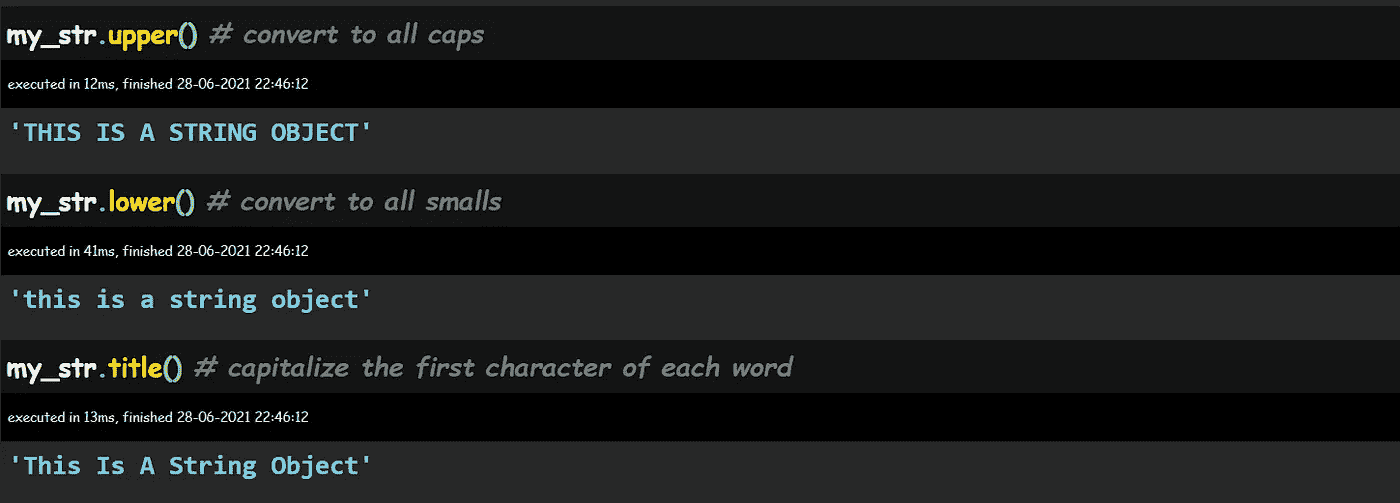 my_str.upper() # convert to all caps
executed in 12ms, finished 28-06-2021 22:46:12
'THIS IS A STRING OBJECT'
my_str.lower() # convert to all smalls
executed in 41ms, finished 28-06-2021 22:46:12
'this is a string object'
my_str.title() # capitalize the first character of each word
executed in 13ms, finished 28-06-2021 22:46:12
'This Is A String Object'